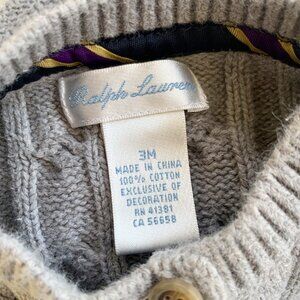 Ralph Lauren
3M
MADE IN CHINA
100% COTTON
EXCLUSIVE OF
DECORATION
RN 41381
CA 56658